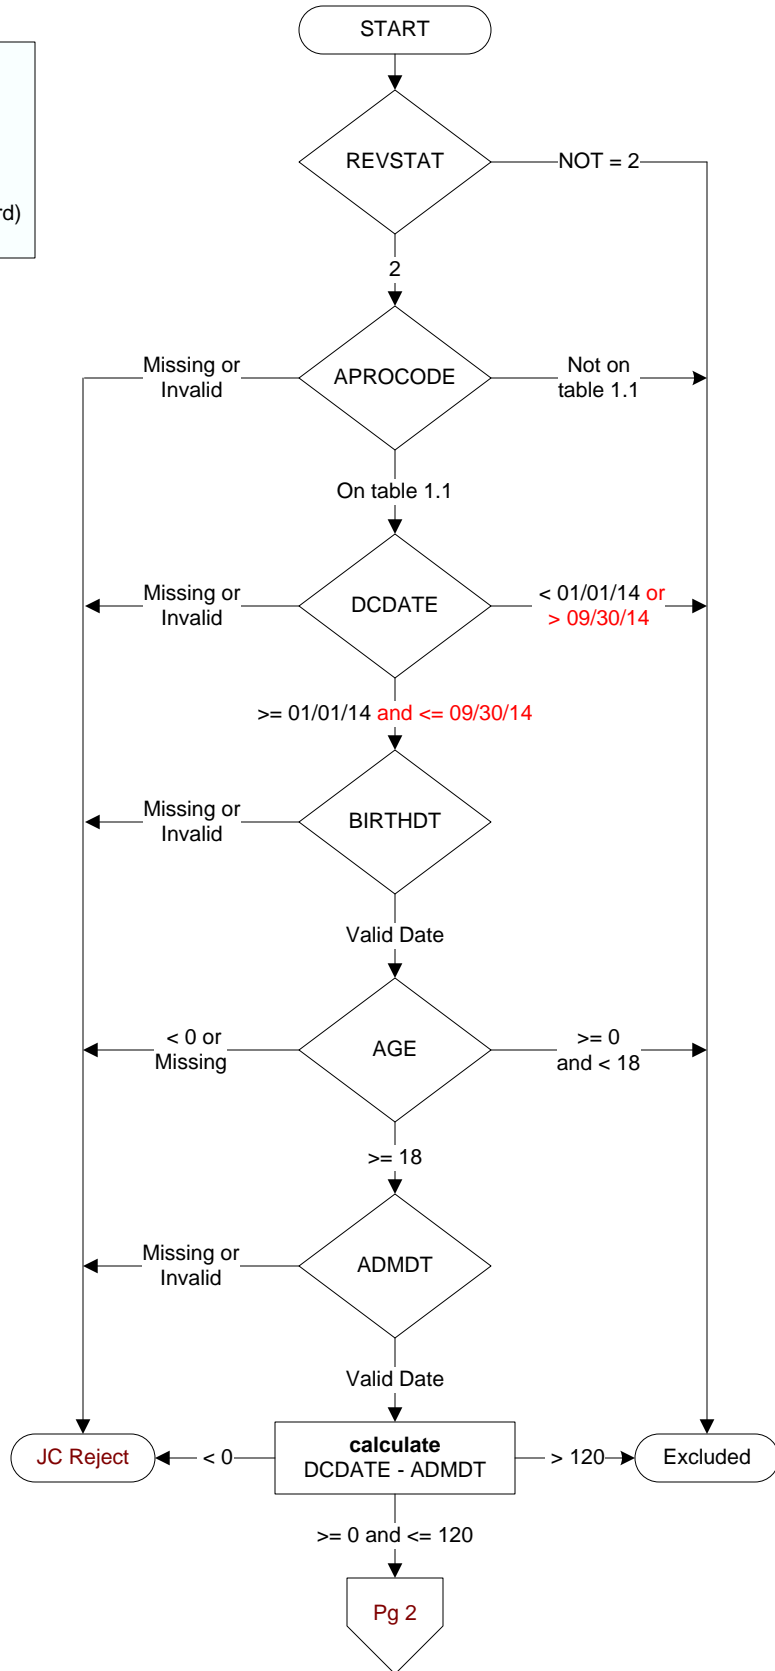 START
REVSTAT
NOT = 2
rd)
2
Missing or
Invalid
APROCODE
Not on
table 1.1
On table 1.1
Missing or
Invalid
DCDATE
< 01/01/14 or
> 09/30/14
>= 01/01/14 and <= 09/30/14
Missing or
Invalid
BIRTHDT
Valid Date
< 0 or
Missing
AGE
>= 0
and < 18
>= 18
Missing or
Invalid
ADMDT
Valid Date
JC Reject
< 0
calculate
DCDATE - ADMDT
> 120
Excluded
>= 0 and <= 120
Pg 2